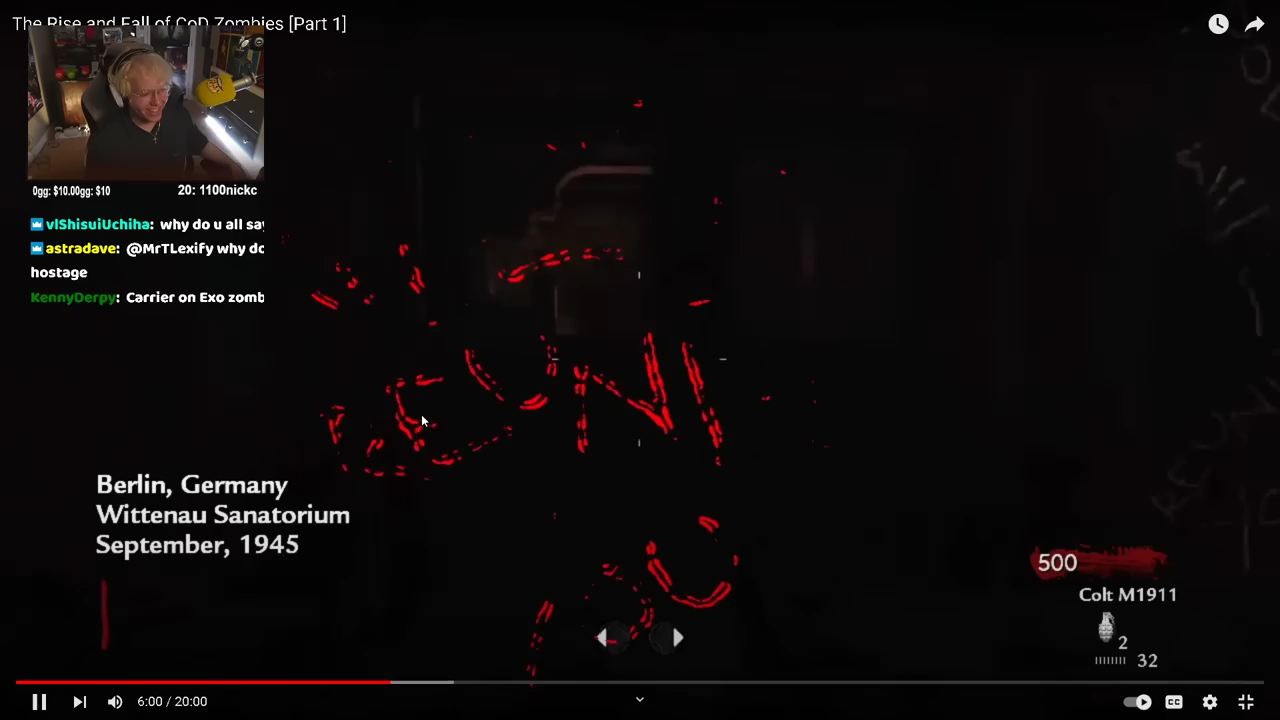 The Rise and Fall of CoD Zombies [Part 1]
0gg: $10.00gg: $10
20: 1100nickc
vlShisuiUchiha: why do u all say
astradave: @MrTLexify why do
hostage
KennyDerpy: Carrier on Exo zomb
Berlin, Germany
Wittenau Sanatorium
September, 1945
500
Colt M1911
2
32
6:00 / 20:00
CC